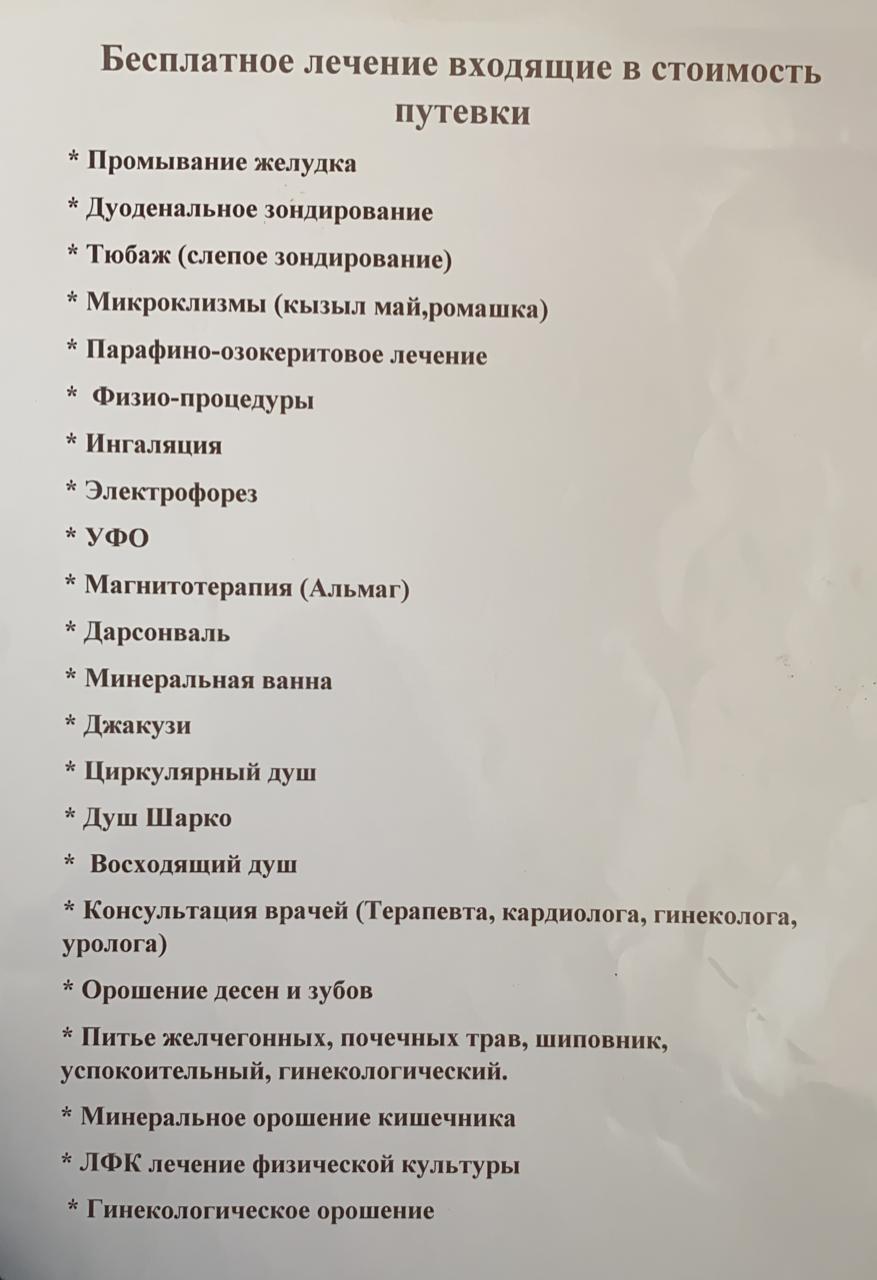 Бесплатное лечение входящие в стоимость
путевки
* Промывание желудка
* Дуоденальное зондирование
* Тюбаж (слепое зондирование)
* Микроклизмы (кызыл май,ромашка)
* Парафино-озокеритовое лечение
* Физио-процедуры
* Ингаляция
* Электрофорез
* УФО
* Магнитотерапия (Альмаг)
* Дарсонваль
* Минеральная ванна
* Джакузи
* Циркулярный душ
* Душ Шарко
* Восходящий душ
* Консультация врачей (Терапевта, кардиолога, гинеколога,
уролога)
* Орошение десен и зубов
* Питье желчегонных, почечных трав, шиповник,
успокоительный, гинекологический.
* Минеральное орошение кишечника
* ЛФК лечение физической культуры
* Гинекологическое орошение